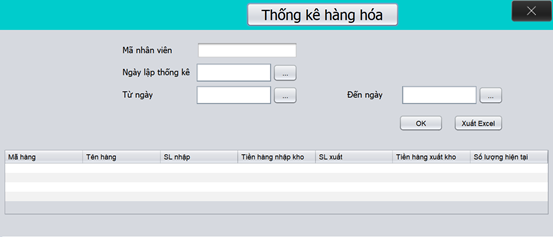 Thống kê hàng hóa
Mã nhân viên
Ngày lập thống kê ...
Từ ngày ... Đến ngày ...
OK Xuất Excel
Mã hàng Tên hàng SL nhập Tiền hàng nhập kho SL xuất Tiền hàng xuất kho Số lượng hiện tại